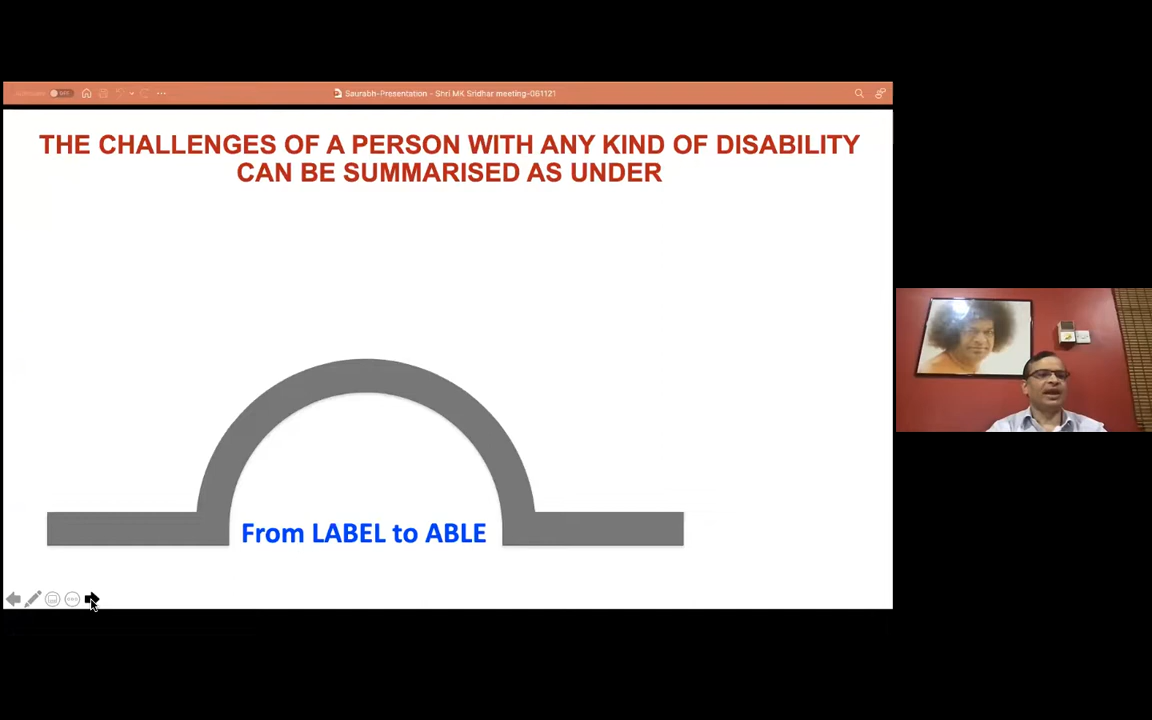 Saurabh-Presentation - Shri MK Sridhar meeting-061121
THE CHALLENGES OF A PERSON WITH ANY KIND OF DISABILITY
CAN BE SUMMARISED AS UNDER
From LABEL to ABLE